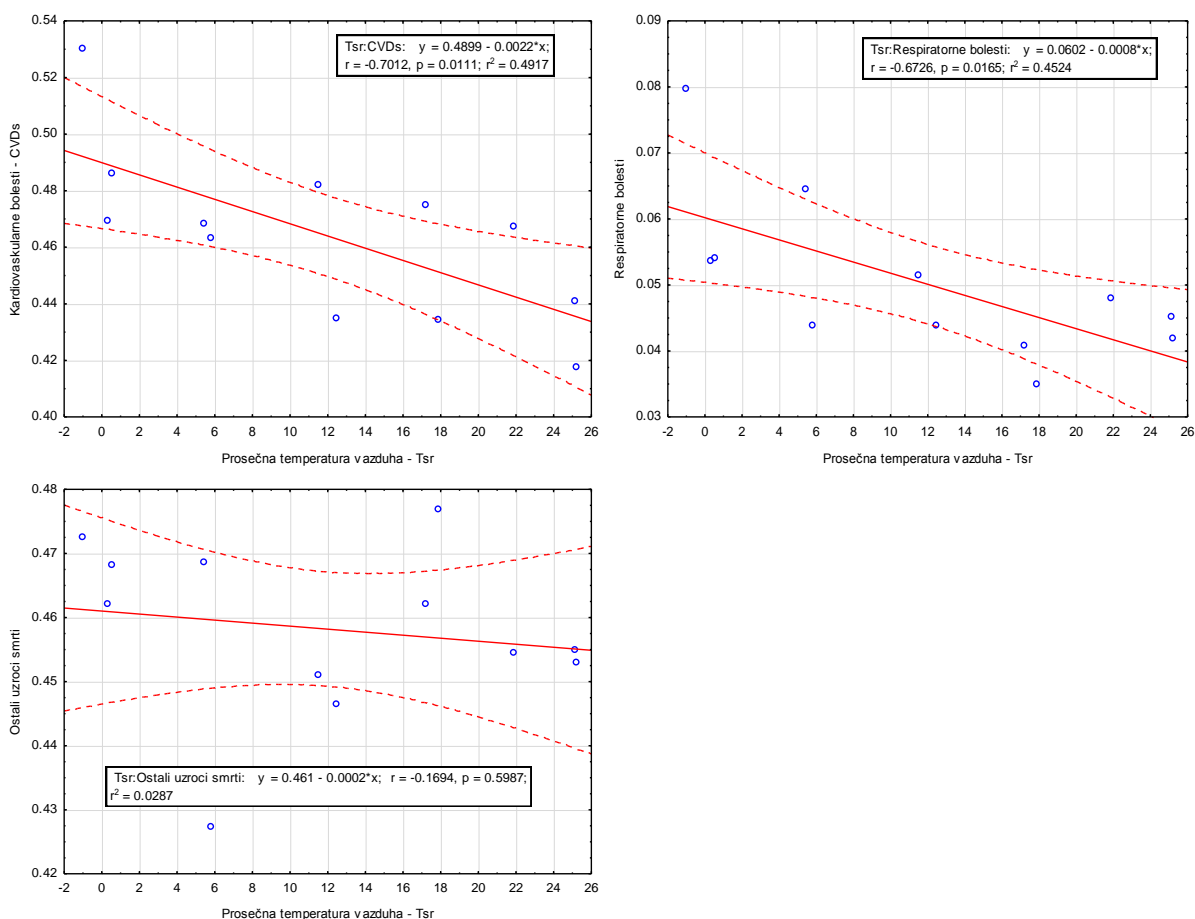 Tsr:CVDs: y = 0.4899 - 0.0022*x;
r = -0.7012, p = 0.0111; r² = 0.4917
0.54
0.52
0.50
0.48
0.46
0.44
0.42
0.40
Kardiovaskularne bolesti - CVDs
-2 0 2 4 6 8 10 12 14 16 18 20 22 24 26
Prosečna temperatura vazduha - Tsr
Tsr:Respiratorne bolesti: y = 0.0602 - 0.0008*x;
r = -0.6726, p = 0.0165; r² = 0.4524
0.09
0.08
0.07
0.06
0.05
0.04
0.03
Respiratorne bolesti
-2 0 2 4 6 8 10 12 14 16 18 20 22 24 26
Prosečna temperatura vazduha - Tsr
0.48
0.47
0.46
0.45
0.44
0.43
0.42
Ostali uzroci smrti
Tsr:Ostali uzroci smrti: y = 0.461 - 0.0002*x; r = -0.1694, p = 0.5987;
r² = 0.0287
-2 0 2 4 6 8 10 12 14 16 18 20 22 24 26
Prosečna temperatura vazduha - Tsr